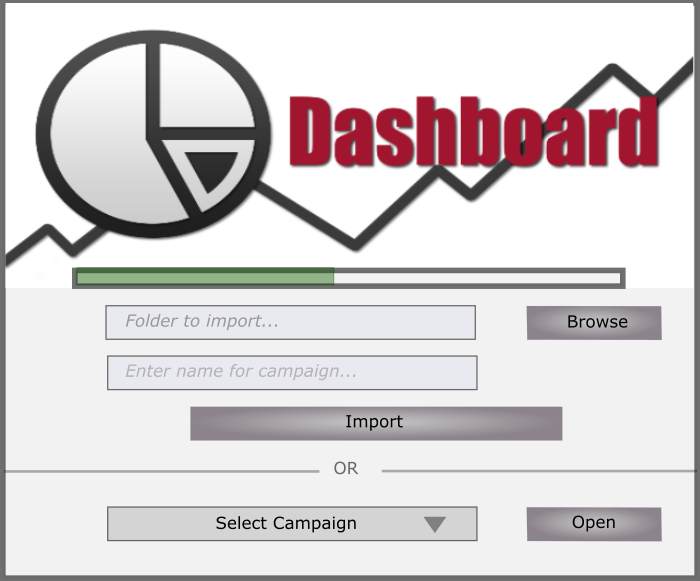 Dashboard
Folder to import...
Browse
Enter name for campaign...
Import
OR
Select Campaign
Open